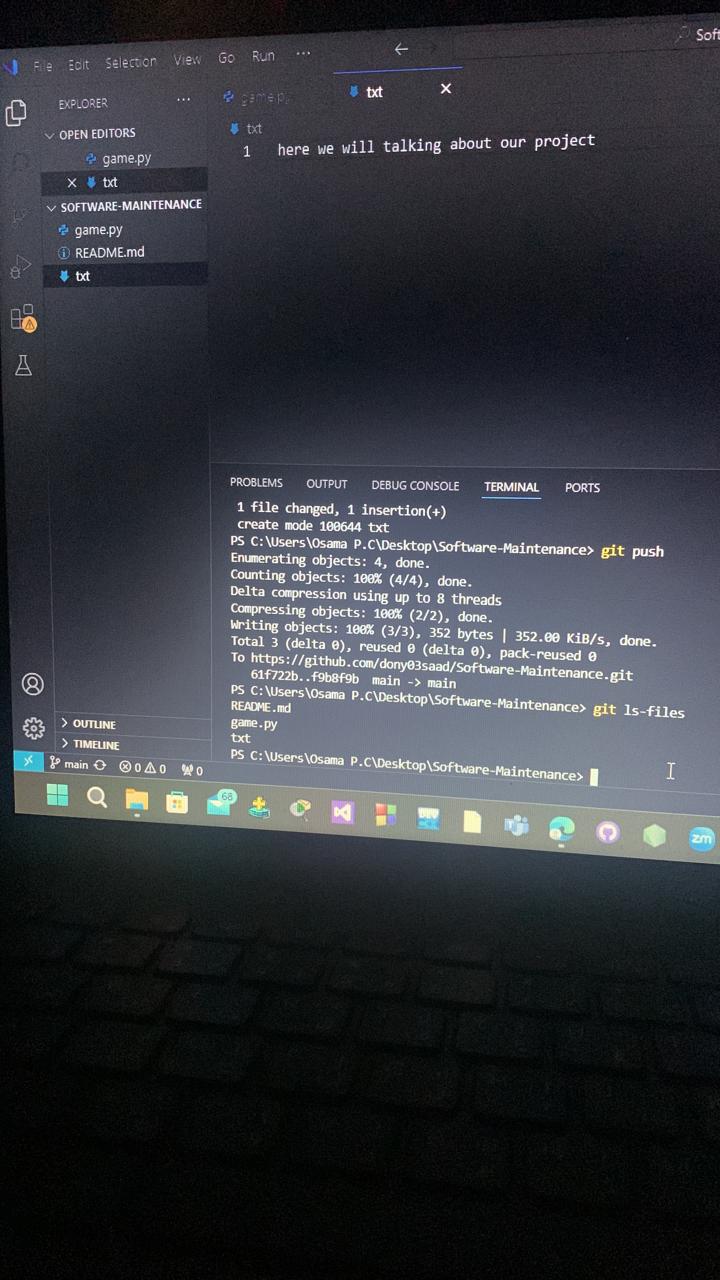 File Edit Selection View Go Run ... Soft
EXPLORER ...
OPEN EDITORS
game.py
txt
SOFTWARE-MAINTENANCE
game.py
README.md
txt
OUTLINE
TIMELINE
game.py
txt
txt
1 here we will talking about our project
PROBLEMS OUTPUT DEBUG CONSOLE TERMINAL PORTS
1 file changed, 1 insertion(+)
create mode 100644 txt
PS C:\Users\Osama P.C\Desktop\Software-Maintenance> git push
Enumerating objects: 4, done.
Counting objects: 100% (4/4), done.
Delta compression using up to 8 threads
Compressing objects: 100% (2/2), done.
Writing objects: 100% (3/3), 352 bytes | 352.00 KiB/s, done.
Total 3 (delta 0), reused 0 (delta 0), pack-reused 0
To https://github.com/dony03saad/Software-Maintenance.git
61f722b..f9b8f9b main -> main
PS C:\Users\Osama P.C\Desktop\Software-Maintenance> git ls-files
README.md
game.py
txt
PS C:\Users\Osama P.C\Desktop\Software-Maintenance>
main 0 0 0
68 DEV zm